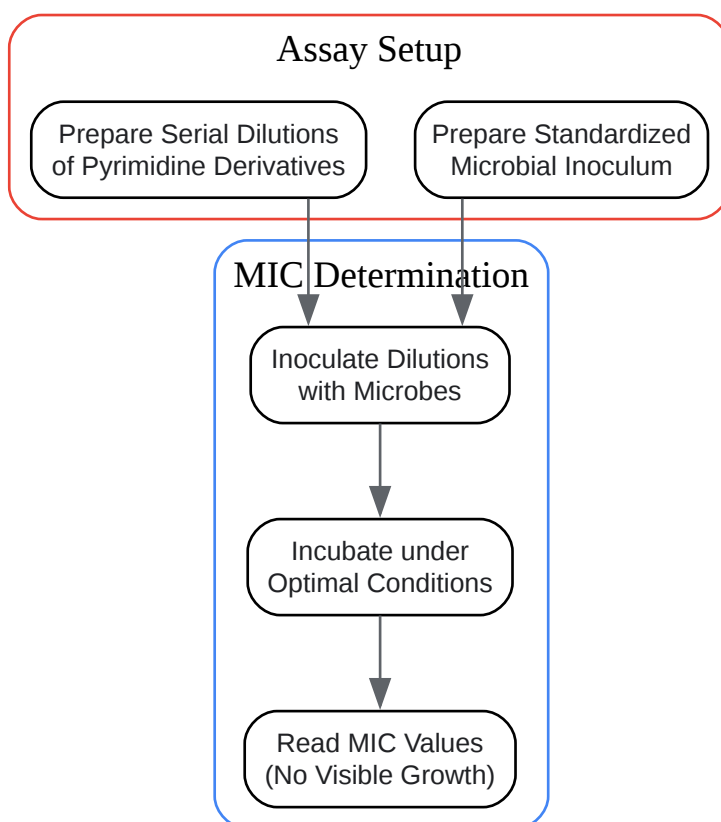 Assay Setup
Prepare Serial Dilutions
of Pyrimidine Derivatives
Prepare Standardized
Microbial Inoculum
MIC Determination
Inoculate Dilutions
with Microbes
Incubate under
Optimal Conditions
Read MIC Values
(No Visible Growth)